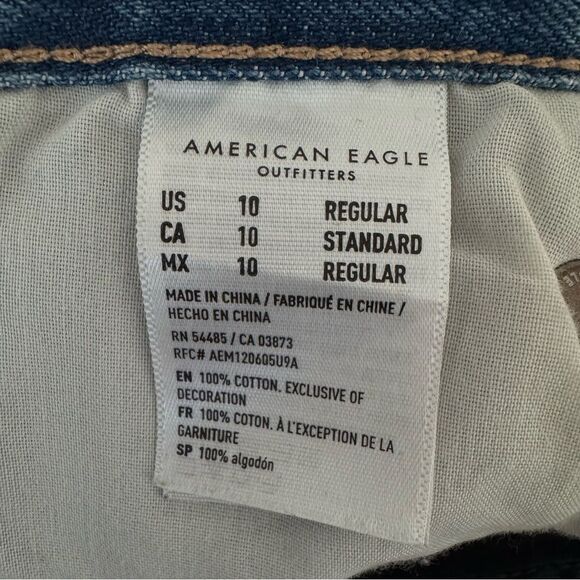 AMERICAN EAGLE
OUTFITTERS
US 10 REGULAR
CA 10 STANDARD
MX 10 REGULAR
MADE IN CHINA / FABRIQUÉ EN CHINE /
HECHO EN CHINA
RN 54485 / CA 03873
RFC# AEM120605U9A
EN 100% COTTON. EXCLUSIVE OF
DECORATION
FR 100% COTON. À L'EXCEPTION DE LA
GARNITURE
SP 100% algodón